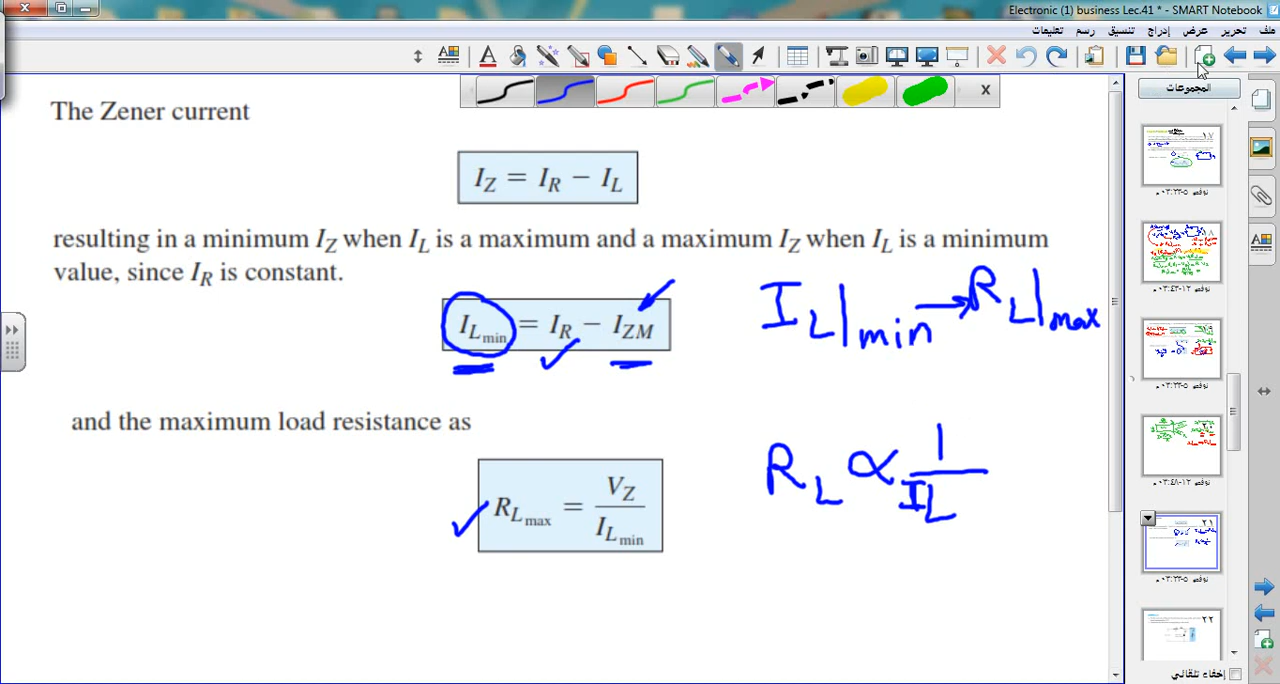 Electronic (1) business Lec.41 * - SMART Notebook
ملف تحرير عرض إدراج تنسيق رسم تعليمات
المجموعات
The Zener current
I_Z = I_R − I_L
resulting in a minimum I_Z when I_L is a maximum and a maximum I_Z when I_L is a minimum
value, since I_R is constant.
I_Lmin = I_R − I_ZM
I_L|min → R_L|max
and the maximum load resistance as
R_L ∝ 1/I_L
R_Lmax = V_Z / I_Lmin
١٧
٢١
٢٢
إخفاء تلقائي